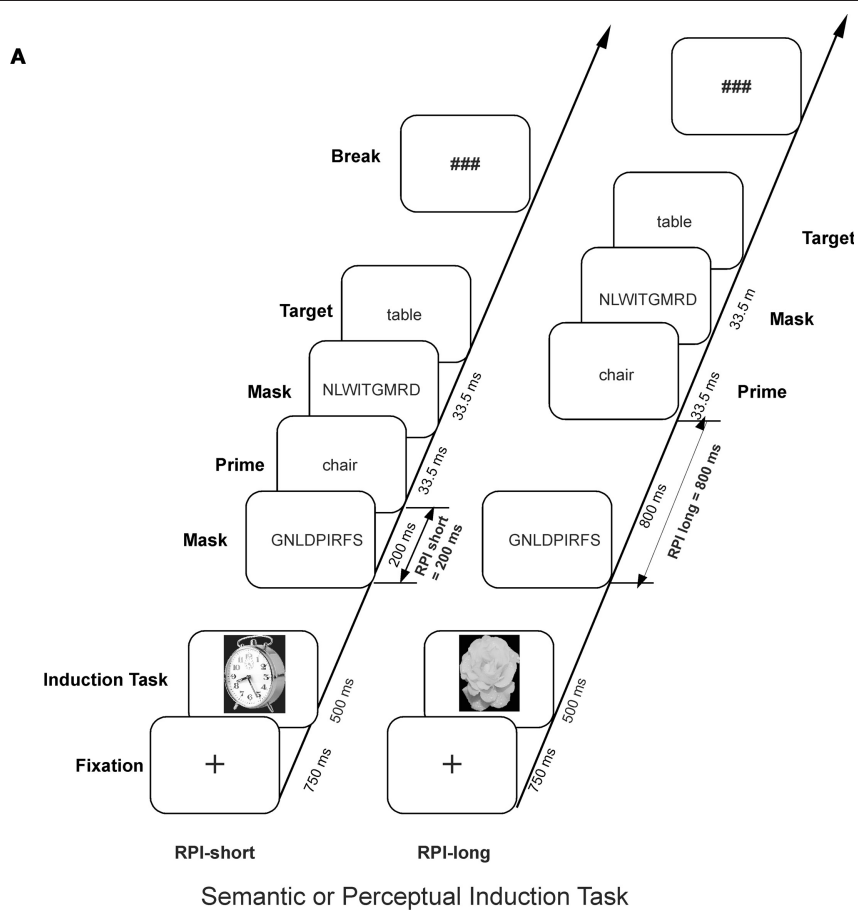 A
###
###
Break
table
Target
Target
table
NLWITGMRD
33.5 m
Mask
Mask
NLWITGMRD
chair
33.5 ms
33.5 ms
Prime
Prime
chair
33.5 ms
Mask
GNLDPIRFS
200 ms
RPI short
= 200 ms
GNLDPIRFS
800 ms
RPI long = 800 ms
Induction Task
500 ms
500 ms
Fixation
+
750 ms
+
750 ms
RPI-short
RPI-long
Semantic or Perceptual Induction Task